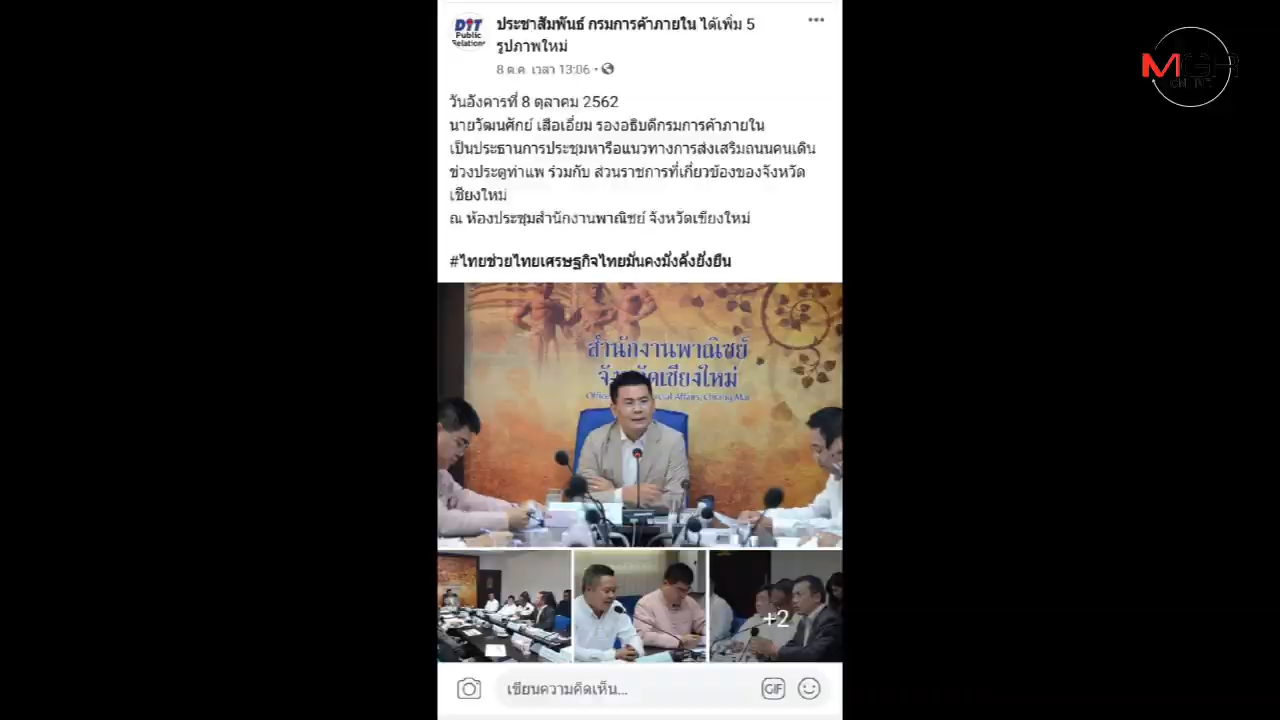 DIT
Public
Relations
ประชาสัมพันธ์ กรมการค้าภายใน ได้เพิ่ม 5
รูปภาพใหม่
8 ต.ค. เวลา 13:06
วันอังคารที่ 8 ตุลาคม 2562
นายวัฒนศักย์ เสือเอี่ยม รองอธิบดีกรมการค้าภายใน
เป็นประธานการประชุมหารือแนวทางการส่งเสริมถนนคนเดิน
ช่วงประตูท่าแพ ร่วมกับ ส่วนราชการที่เกี่ยวข้องของจังหวัด
เชียงใหม่
ณ ห้องประชุมสำนักงานพาณิชย์ จังหวัดเชียงใหม่
#ไทยช่วยไทยเศรษฐกิจไทยมั่นคงมั่งคั่งยั่งยืน
สำนักงานพาณิชย์
จังหวัดเชียงใหม่
Affairs, Chiang Mai
+2
เขียนความคิดเห็น...
GIF
MGR
ONLINE